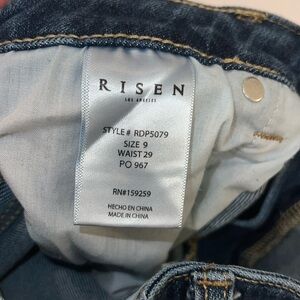 RISEN
LOS ANGELES
STYLE# RDP5079
SIZE 9
WAIST 29
PO 967
RN#159259
HECHO EN CHINA
MADE IN CHINA